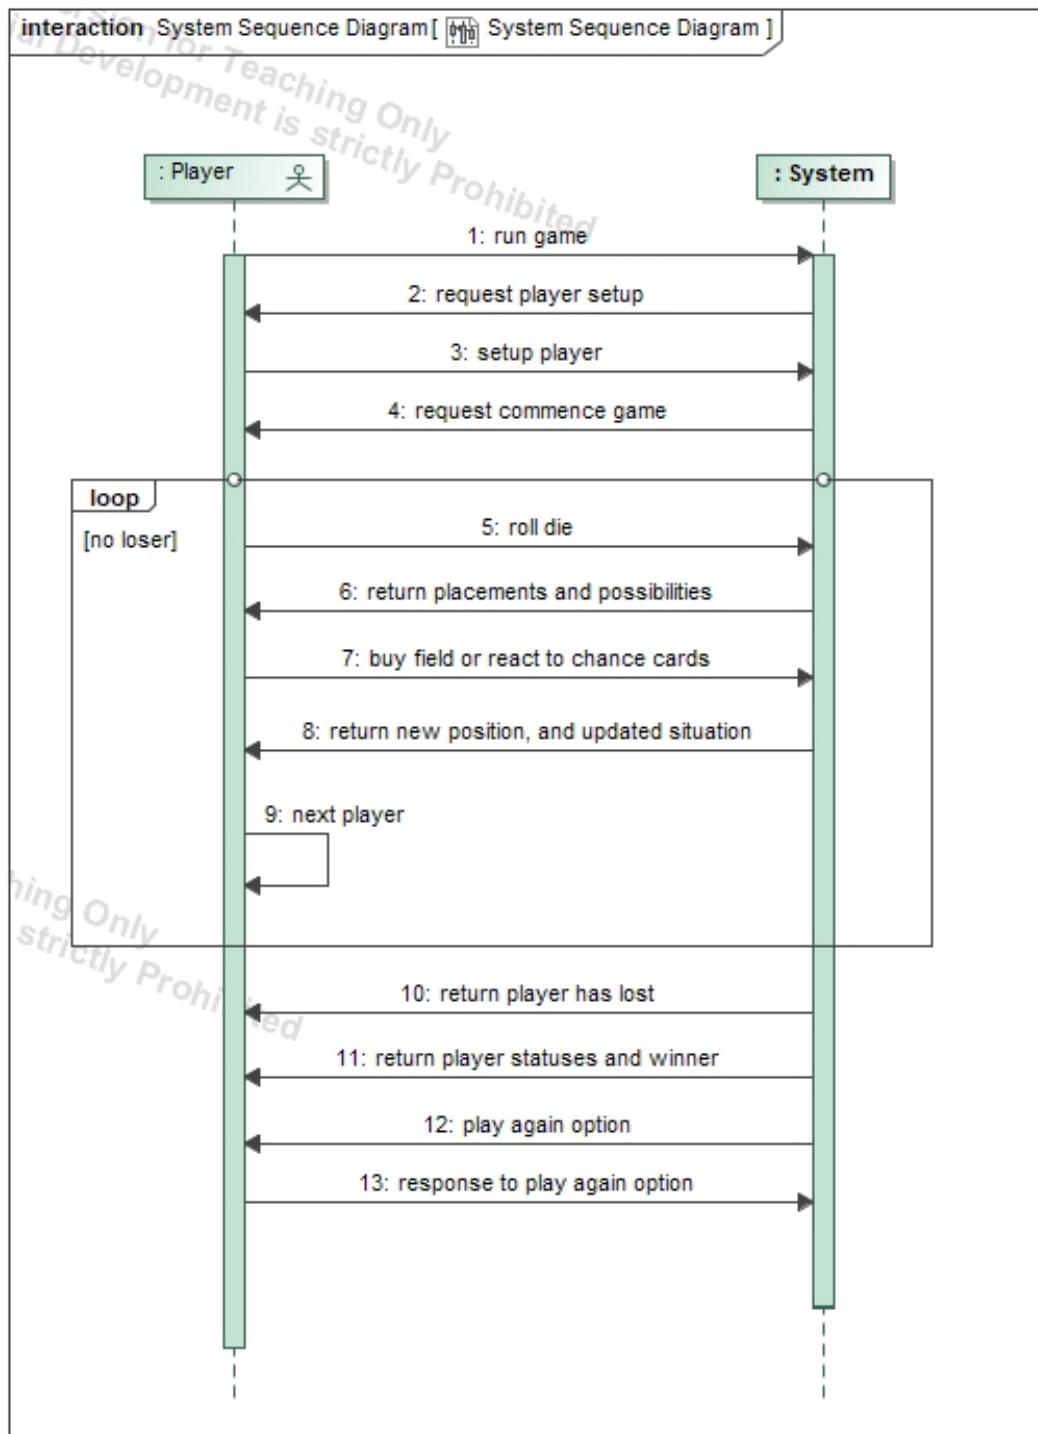 interaction System Sequence Diagram[ System Sequence Diagram ]
for Teaching Only
Development is strictly Prohibited
: Player
: System
1: run game
2: request player setup
3: setup player
4: request commence game
loop
[no loser]
5: roll die
6: return placements and possibilities
7: buy field or react to chance cards
8: return new position, and updated situation
9: next player
Only
strictly Prohibited
10: return player has lost
11: return player statuses and winner
12: play again option
13: response to play again option